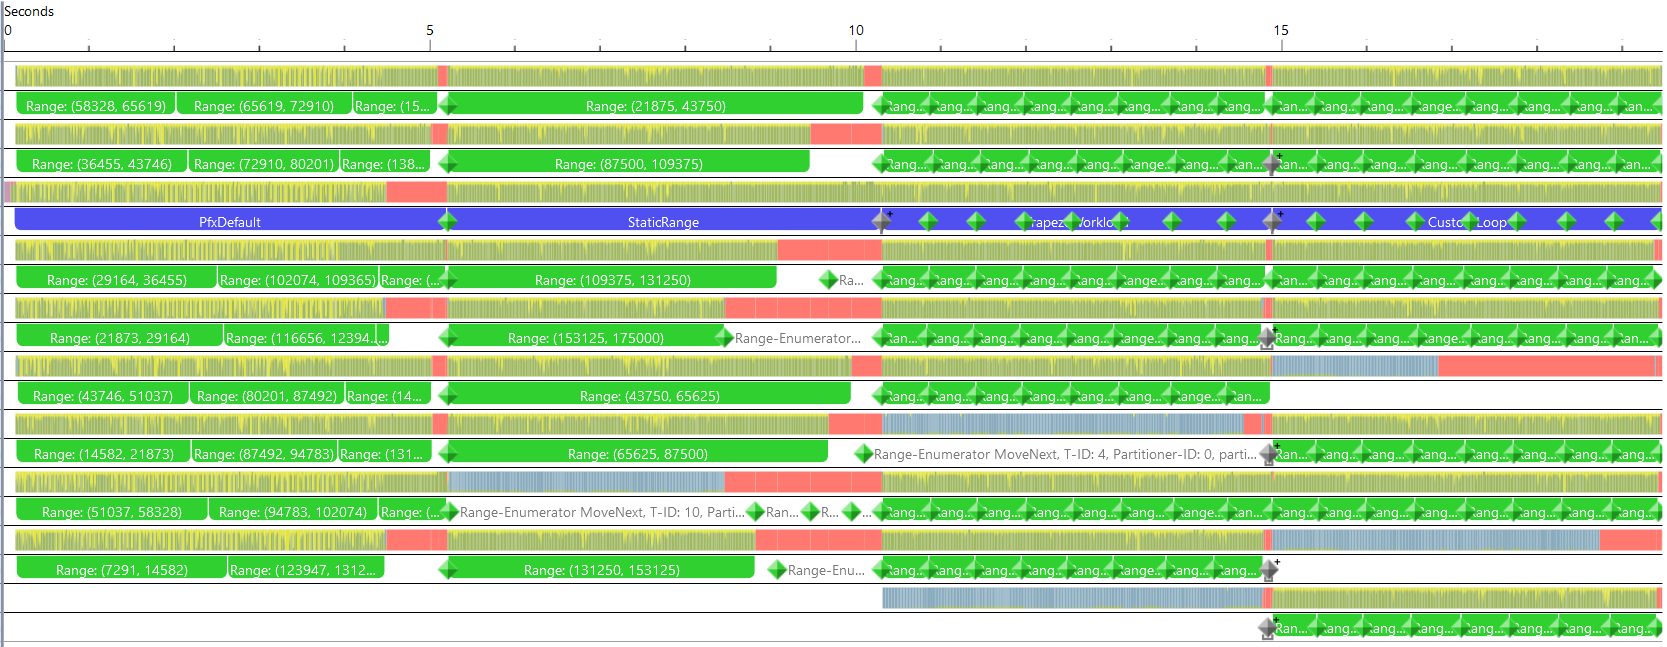 Seconds
0 5 10 15
Range: (58328, 65619) Range: (65619, 72910) Range: (15... Range: (21875, 43750) Rang... Rang... Rang... Rang... Rang... Range... Rang... Rang... Ran... Rang... Rang... Range... Rang... Rang... Rang... Ran...
Range: (36455, 43746) Range: (72910, 80201) Range: (138... Range: (87500, 109375) Rang... Rang... Rang... Rang... Rang... Range... Rang... Ran... Ran... Rang... Rang... Rang... Rang... Rang... Rang... Ran...
PfxDefault StaticRange
Range: (29164, 36455) Range: (102074, 109365) Range: (... Range: (109375, 131250) Ra... Rang... Rang... Rang... Rang... Rang... Rang... Rang... Rang... Ran... Rang... Rang... Rang... Rang... Rang... Rang... Rang...
Range: (21873, 29164) Range: (116656, 12394... ... Range: (153125, 175000) Range-Enumerator... Rang... Rang... Rang... Rang... Range... Rang... Rang... Rang... Rang... Rang... Rang... Range... Rang... Rang... Rang... Ran...
Range: (43746, 51037) Range: (80201, 87492) Range: (14... Range: (43750, 65625) Rang... Rang... Rang... Rang... Rang... Rang... Range... Ran...
Range: (14582, 21873) Range: (87492, 94783) Range: (131... Range: (65625, 87500) Range-Enumerator MoveNext, T-ID: 4, Partitioner-ID: 0, parti... Ran... Rang... Rang... Rang... Rang... Rang... Rang... Rang...
Range: (51037, 58328) Range: (94783, 102074) Range: (... Range-Enumerator MoveNext, T-ID: 10, Parti... Ran... R... ... Rang... Rang... Rang... Rang... Rang... Range... Rang... Rang... Ran... Rang... Rang... Rang... Rang... Rang... Rang... Rang...
Range: (7291, 14582) Range: (123947, 1312... Range: (131250, 153125) Range-Enu... Rang... Rang... Rang... Rang... Rang... Range... Rang... Rang...
Ran... Rang... Rang... Rang... Rang... Rang... Rang... Rang...